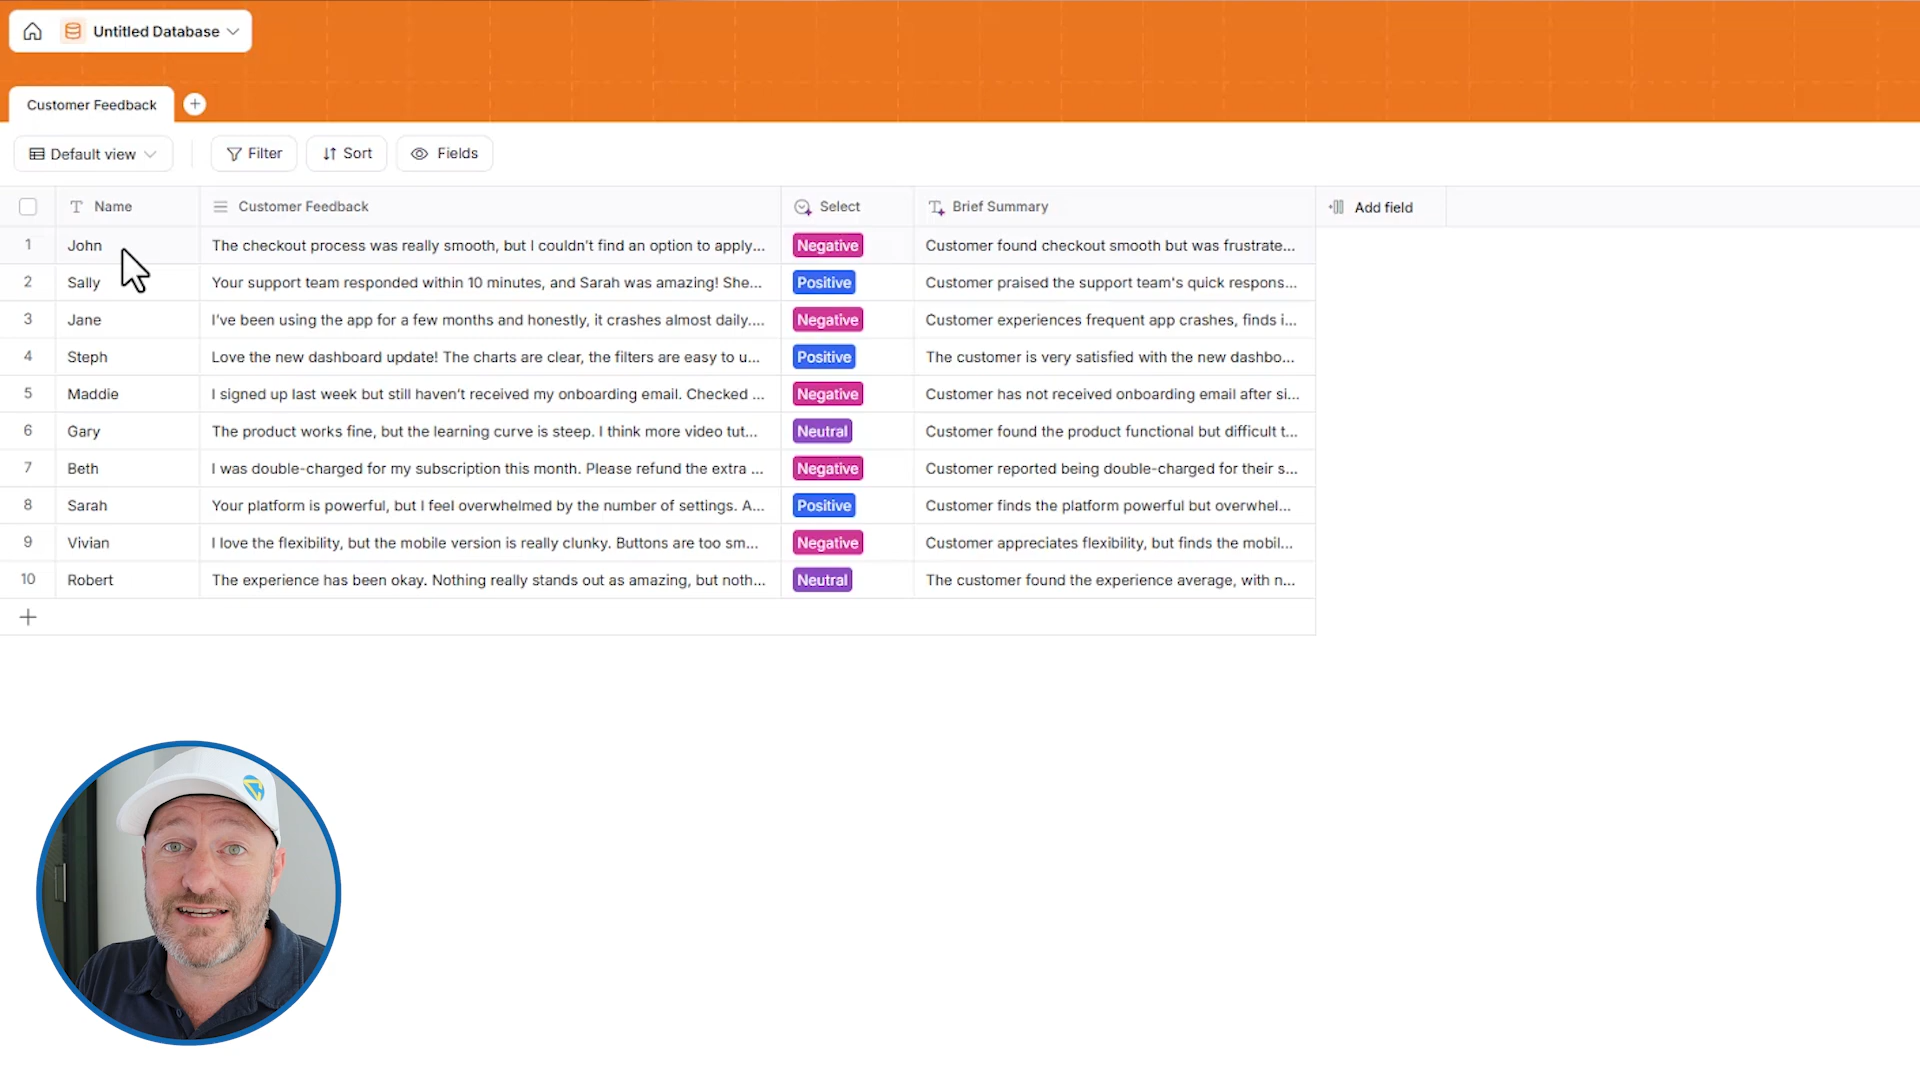 Untitled Database
Customer Feedback
Default view Filter Sort Fields
Name Customer Feedback Select Brief Summary Add field
1 John The checkout process was really smooth, but I couldn't find an option to apply... Negative Customer found checkout smooth but was frustrate...
2 Sally Your support team responded within 10 minutes, and Sarah was amazing! She... Positive Customer praised the support team's quick respons...
3 Jane I've been using the app for a few months and honestly, it crashes almost daily.... Negative Customer experiences frequent app crashes, finds i...
4 Steph Love the new dashboard update! The charts are clear, the filters are easy to u... Positive The customer is very satisfied with the new dashbo...
5 Maddie I signed up last week but still haven't received my onboarding email. Checked ... Negative Customer has not received onboarding email after si...
6 Gary The product works fine, but the learning curve is steep. I think more video tut... Neutral Customer found the product functional but difficult t...
7 Beth I was double-charged for my subscription this month. Please refund the extra ... Negative Customer reported being double-charged for their s...
8 Sarah Your platform is powerful, but I feel overwhelmed by the number of settings. A... Positive Customer finds the platform powerful but overwhel...
9 Vivian I love the flexibility, but the mobile version is really clunky. Buttons are too sm... Negative Customer appreciates flexibility, but finds the mobil...
10 Robert The experience has been okay. Nothing really stands out as amazing, but noth... Neutral The customer found the experience average, with n...